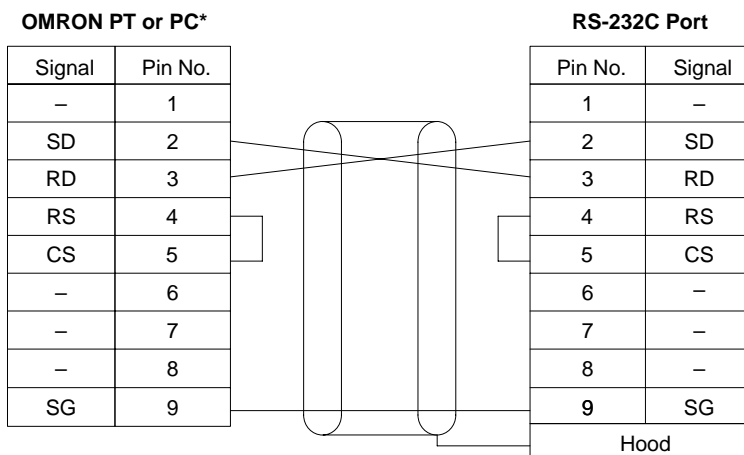 OMRON PT or PC* RS-232C Port
Signal Pin No. Pin No. Signal
– 1 1 –
SD 2 2 SD
RD 3 3 RD
RS 4 4 RS
CS 5 5 CS
– 6 6 –
– 7 7 –
– 8 8 –
SG 9 9 SG
Hood